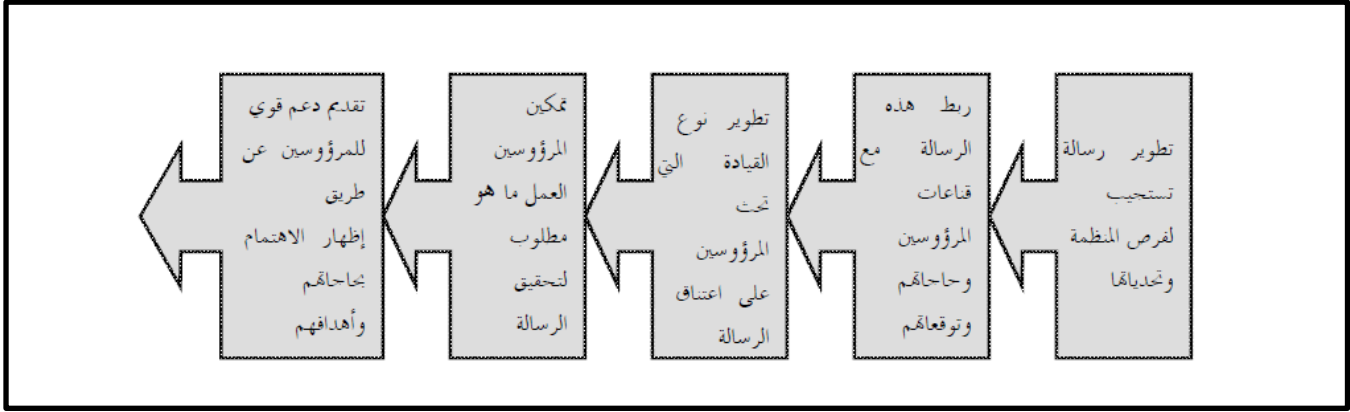 تطوير رسالة
تستجيب
لفرص المنظمة
وتحدياتها
ربط هذه
الرسالة مع
قناعات
المرؤوسين
وحاجاتهم
وتوقعاتهم
تطوير نوع
القيادة التي
تحث
المرؤوسين
على اعتناق
الرسالة
تمكين
المرؤوسين
العمل ما هو
مطلوب
لتحقيق
الرسالة
تقديم دعم قوي
للمرؤوسين عن
طريق
إظهار الاهتمام
بحاجاتهم
وأهدافهم